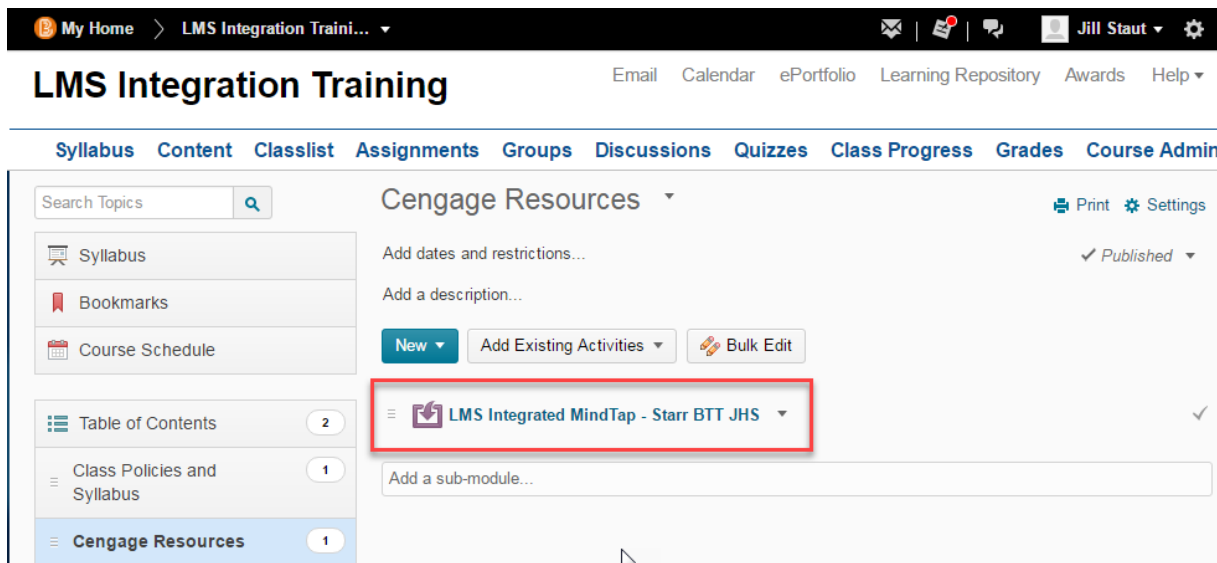 My Home LMS Integration Traini... Jill Staut
LMS Integration Training
Email Calendar ePortfolio Learning Repository Awards Help
Syllabus Content Classlist Assignments Groups Discussions Quizzes Class Progress Grades Course Admin
Search Topics
Syllabus
Bookmarks
Course Schedule
Table of Contents 2
Class Policies and
Syllabus
1
Cengage Resources 1
Cengage Resources
Print Settings
Add dates and restrictions...
Published
Add a description...
New Add Existing Activities Bulk Edit
LMS Integrated MindTap - Starr BTT JHS
Add a sub-module...